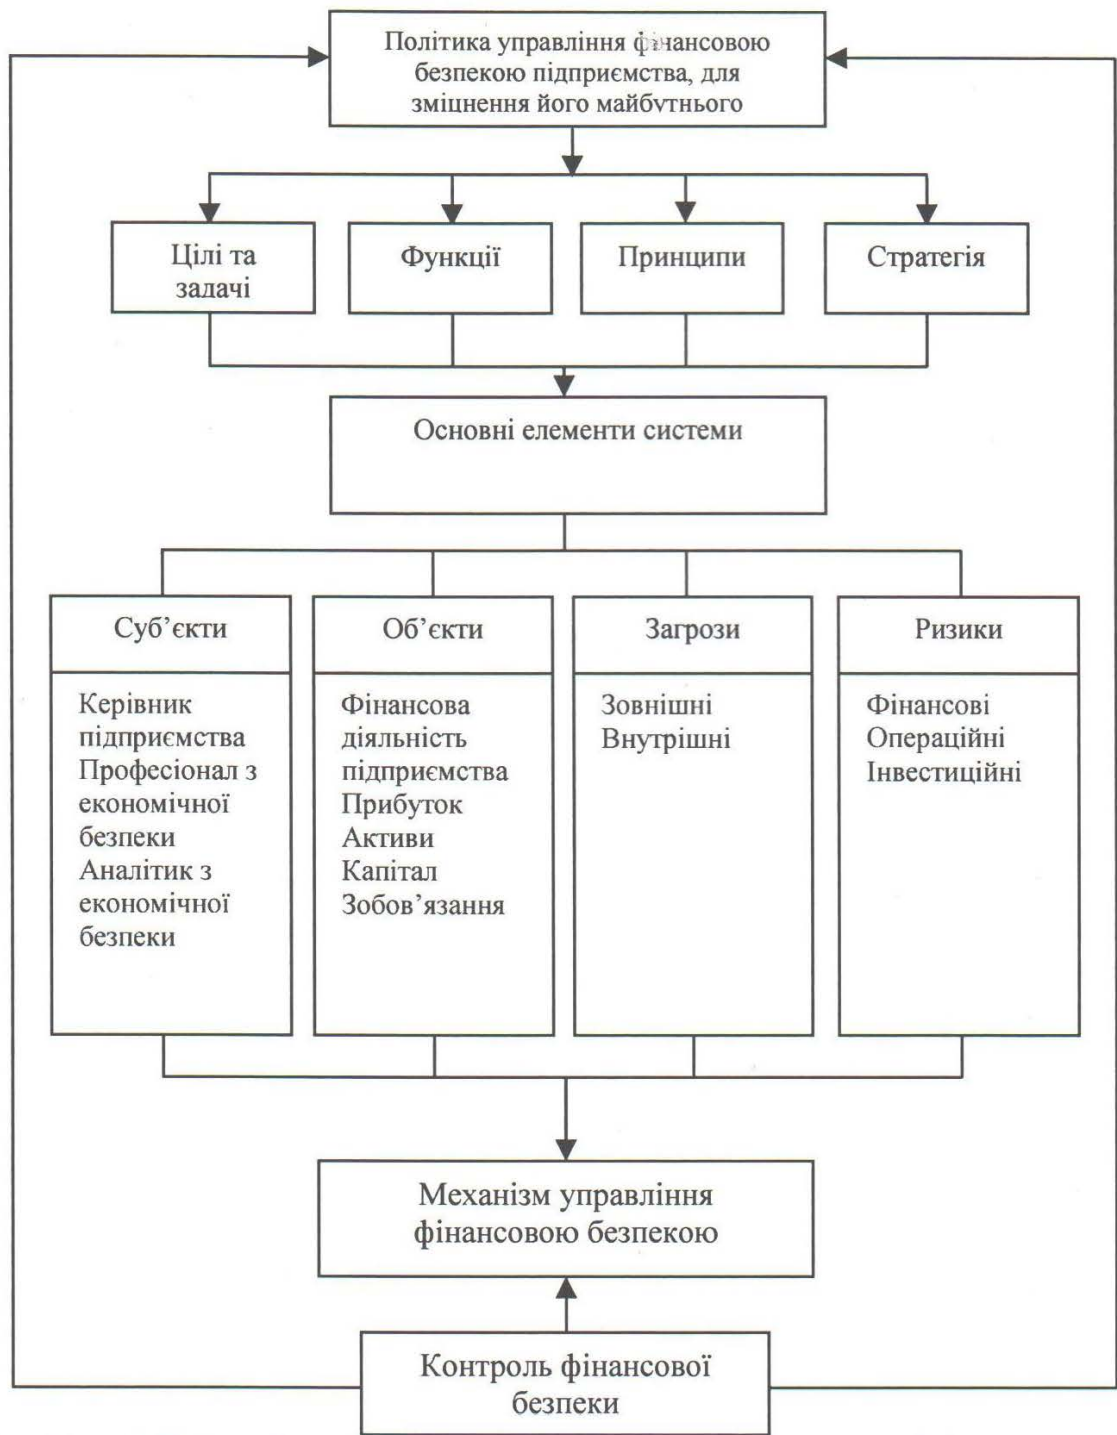 Політика управління фінансовою
безпекою підприємства, для
зміцнення його майбутнього
Цілі та
задачі
Функції
Принципи
Стратегія
Основні елементи системи
Суб’єкти
Керівник
підприємства
Професіонал з
економічної
безпеки
Аналітик з
економічної
безпеки
Об’єкти
Фінансова
діяльність
підприємства
Прибуток
Активи
Капітал
Зобов’язання
Загрози
Зовнішні
Внутрішні
Ризики
Фінансові
Операційні
Інвестиційні
Механізм управління
фінансовою безпекою
Контроль фінансової
безпеки